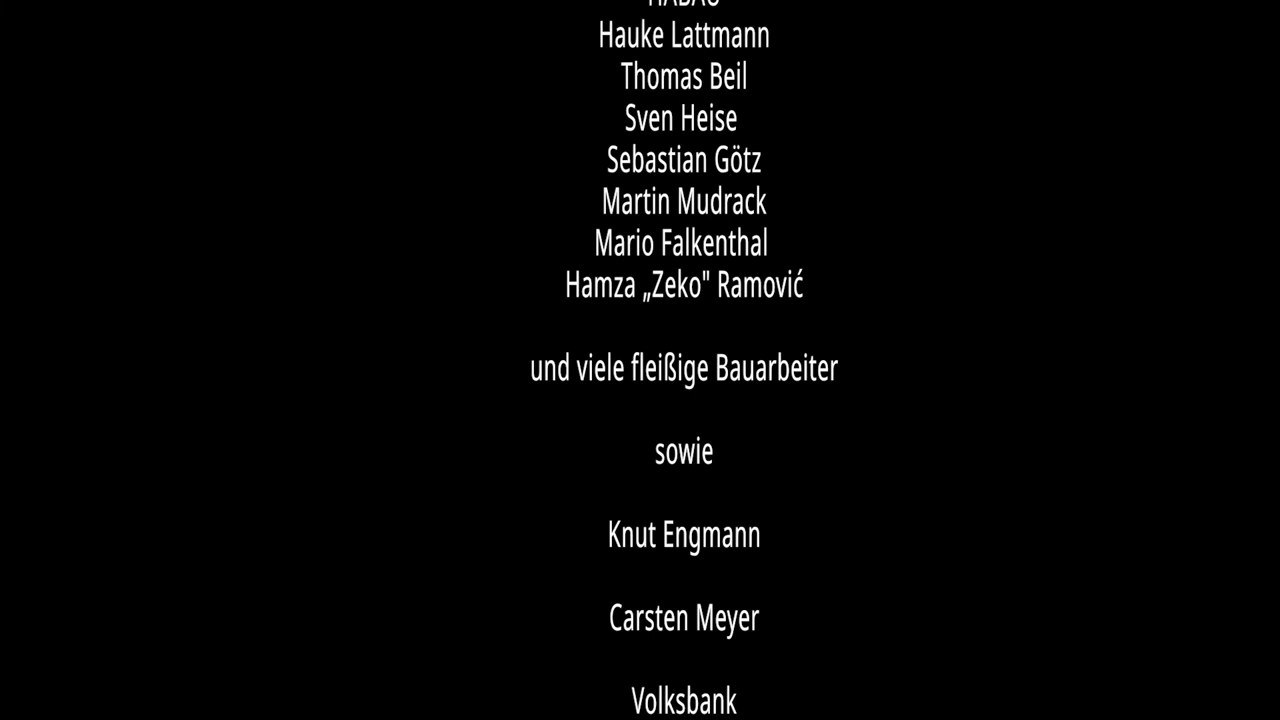 HABAU
Hauke Lattmann
Thomas Beil
Sven Heise
Sebastian Götz
Martin Mudrack
Mario Falkenthal
Hamza „Zeko" Ramović
und viele fleißige Bauarbeiter
sowie
Knut Engmann
Carsten Meyer
Volksbank